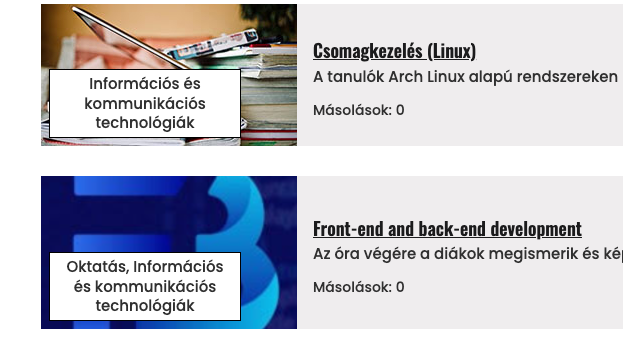 Információs és
kommunikációs
technológiák
Csomagkezelés (Linux)
A tanulók Arch Linux alapú rendszereken
Másolások: 0
Oktatás, Információs
és kommunikációs
technológiák
Front-end and back-end development
Az óra végére a diákok megismerik és
Másolások: 0